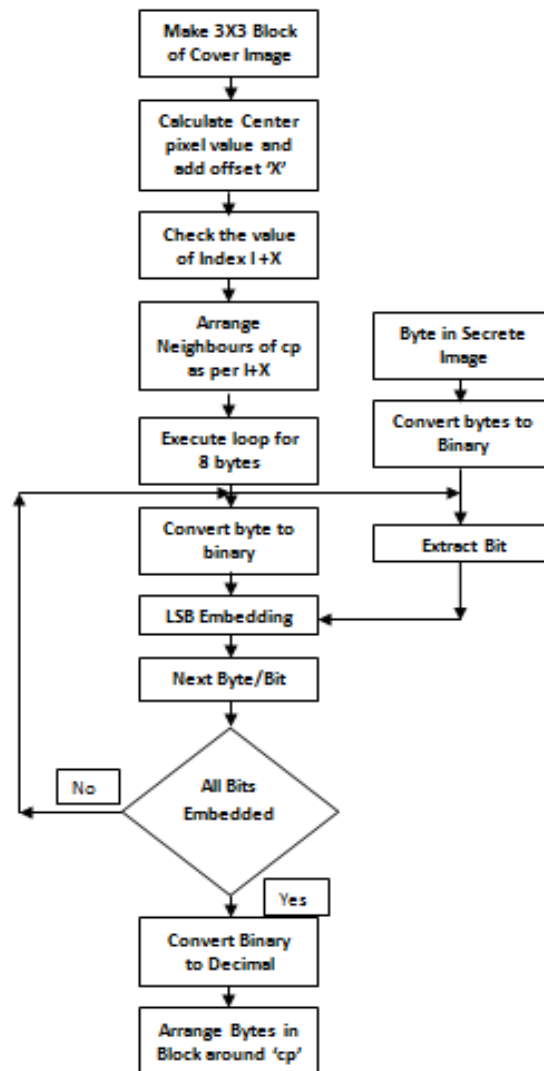 Make 3X3 Block
of Cover Image
Calculate Center
pixel value and
add offset 'X'
Check the value
of Index I +X
Arrange
Neighbours of cp
as per I+X
Byte in Secrete
Image
Execute loop for
8 bytes
Convert bytes to
Binary
Convert byte to
binary
Extract Bit
LSB Embedding
Next Byte/Bit
No
All Bits
Embedded
Yes
Convert Binary
to Decimal
Arrange Bytes in
Block around 'cp'